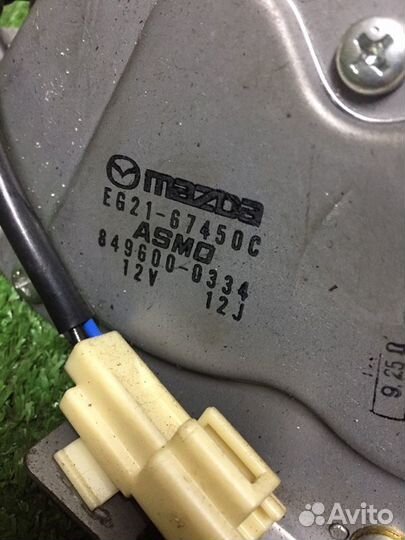 mazda
EG21-67450C
ASMO
849600-0334
12V 12J
9.25
Avito